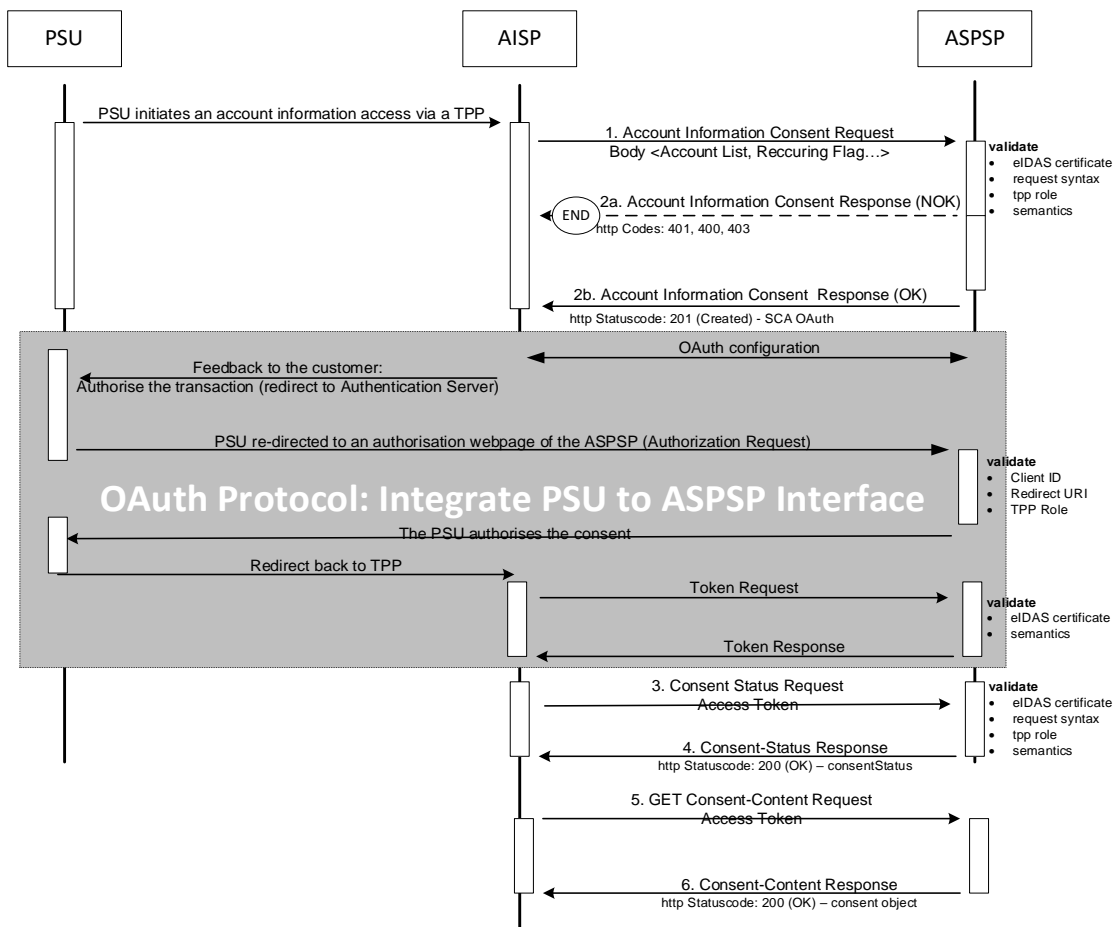 PSU
AISP
ASPSP
PSU initiates an account information access via a TPP
1. Account Information Consent Request
Body <Account List, Reccuring Flag…>
validate
• eIDAS certificate
• request syntax
• tpp role
• semantics
2a. Account Information Consent Response (NOK)
END
http Codes: 401, 400, 403
2b. Account Information Consent Response (OK)
http Statuscode: 201 (Created) - SCA OAuth
OAuth configuration
Feedback to the customer:
Authorise the transaction (redirect to Authentication Server)
PSU re-directed to an authorisation webpage of the ASPSP (Authorization Request)
validate
• Client ID
• Redirect URI
• TPP Role
OAuth Protocol: Integrate PSU to ASPSP Interface
The PSU authorises the consent
Redirect back to TPP
Token Request
validate
• eIDAS certificate
• semantics
Token Response
3. Consent Status Request
Access Token
validate
• eIDAS certificate
• request syntax
• tpp role
• semantics
4. Consent-Status Response
http Statuscode: 200 (OK) – consentStatus
5. GET Consent-Content Request
Access Token
6. Consent-Content Response
http Statuscode: 200 (OK) – consent object